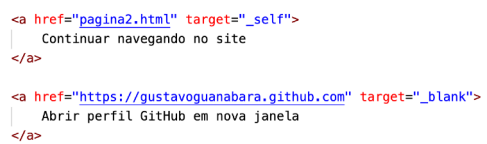 <a href="pagina2.html" target="_self">
    Continuar navegando no site
</a>

<a href="https://gustavoguanabara.github.com" target="_blank">
    Abrir perfil GitHub em nova janela
</a>